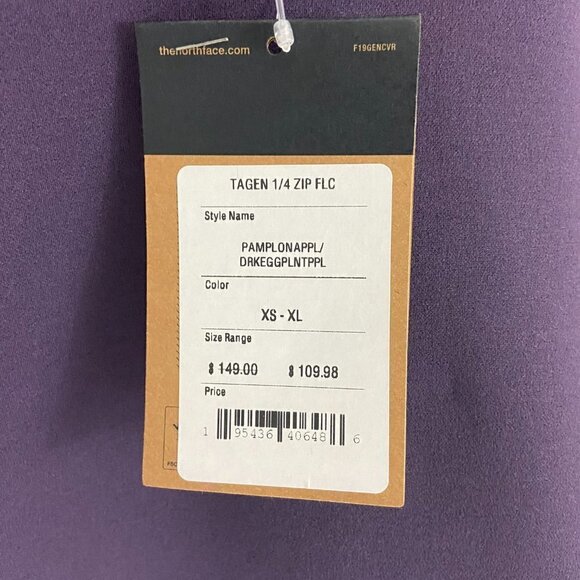 thenorthface.com
F19GENCVR
TAGEN 1/4 ZIP FLC
Style Name
PAMPLONAPPL/
DRKEGGPLNTPPL
Color
XS - XL
Size Range
$ 149.00 $ 109.98
Price
1 95436 40648 6